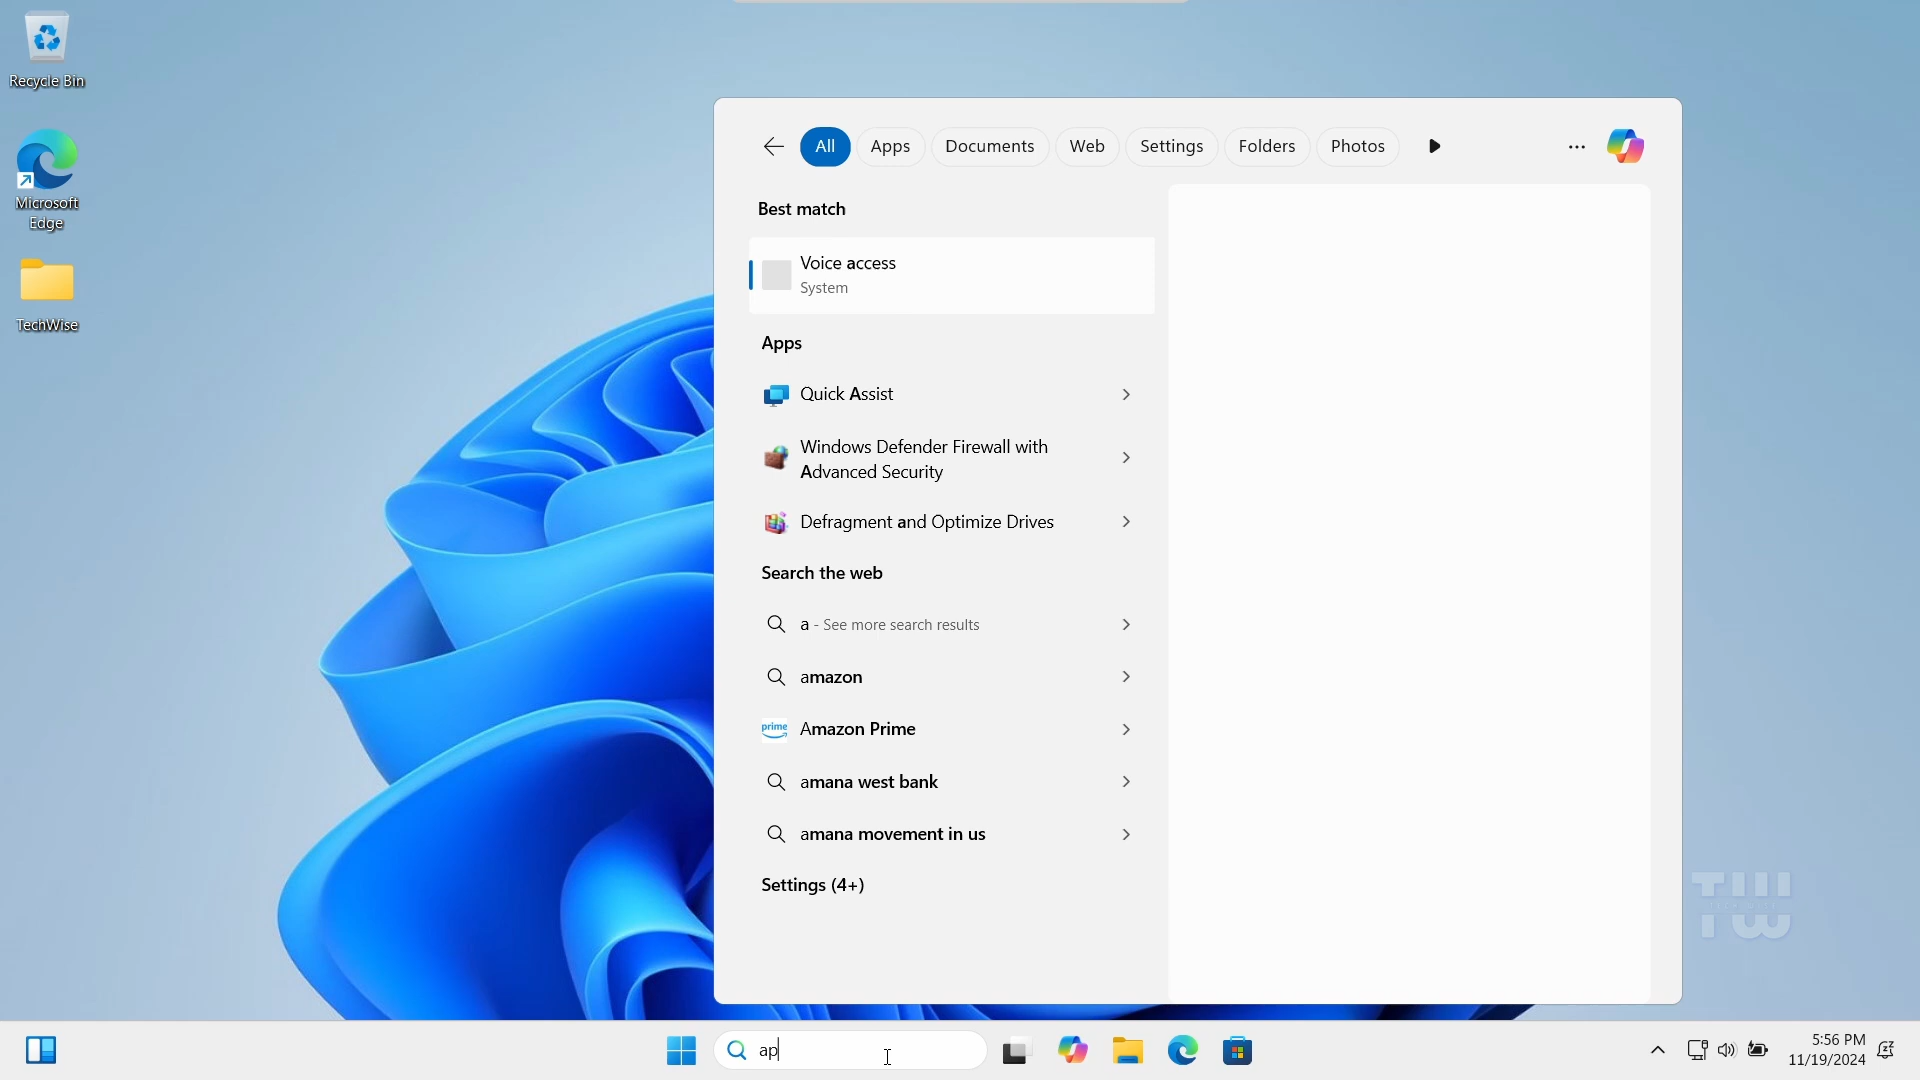 Recycle Bin
Microsoft
Edge
TechWise
All
Apps
Documents
Web
Settings
Folders
Photos
Best match
Voice access
System
Apps
Quick Assist
Windows Defender Firewall with
Advanced Security
Defragment and Optimize Drives
Search the web
a - See more search results
amazon
prime
Amazon Prime
amana west bank
amana movement in us
Settings (4+)
TW
ap
5:56 PM
11/19/2024